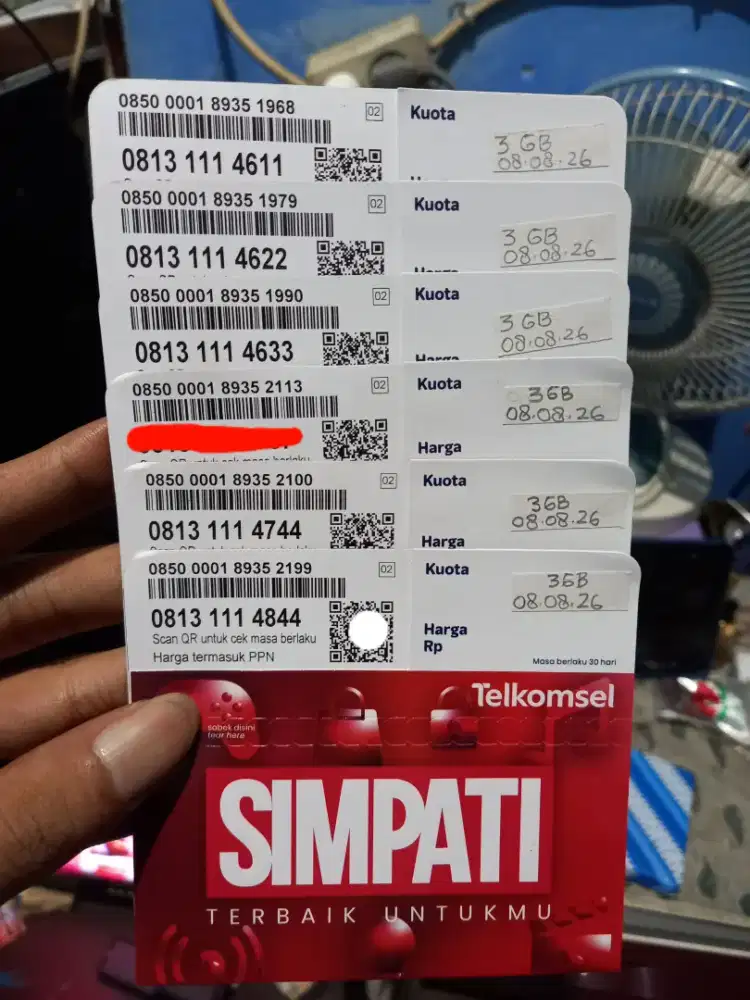 0850 0001 8935 1968
02
0813 111 4611
Kuota
3 GB
08.08.26
0850 0001 8935 1979
02
0813 111 4622
Kuota
3 GB
08.08.26
0850 0001 8935 1990
02
0813 111 4633
Kuota
3 GB
08.08.26
Harga
0850 0001 8935 2113
02
Kuota
3GB
08.08.26
Harga
0850 0001 8935 2100
02
0813 111 4744
Kuota
3GB
08.08.26
Harga
0850 0001 8935 2199
02
0813 111 4844
Scan QR untuk cek masa berlaku
Harga termasuk PPN
Kuota
3GB
08.08.26
Harga
Rp
Masa berlaku 30 hari
Telkomsel
sobek disini
tear here
SIMPATI
TERBAIK UNTUKMU